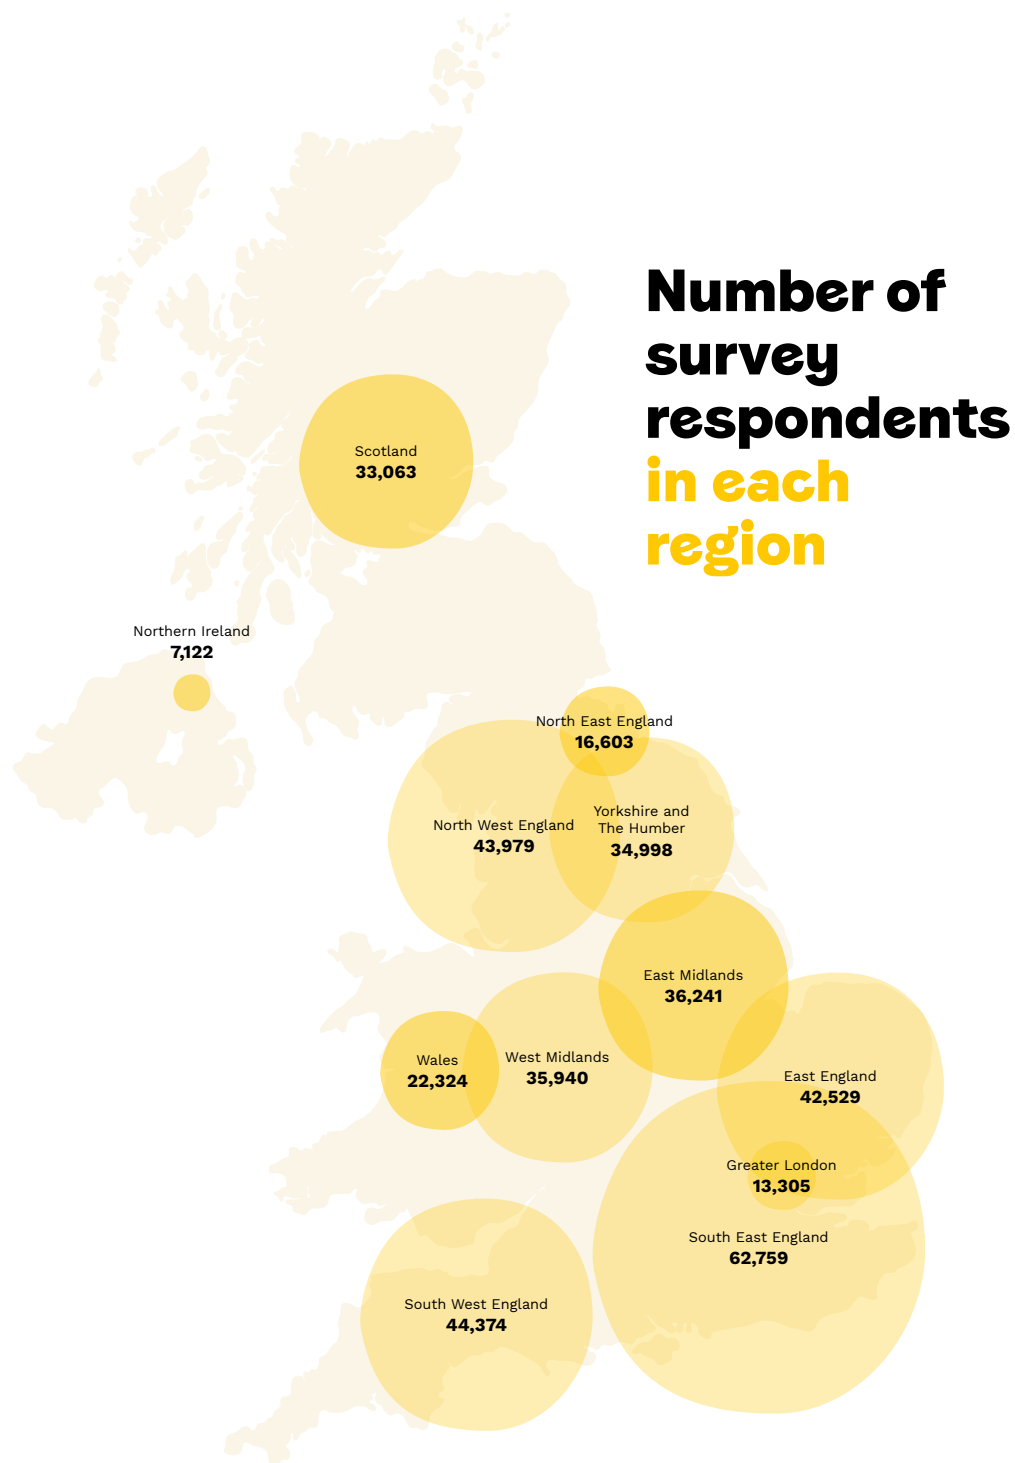 Number of
survey
respondents
in each
region
Scotland
33,063
Northern Ireland
7,122
North East England
16,603
North West England
43,979
Yorkshire and
The Humber
34,998
East Midlands
36,241
Wales
22,324
West Midlands
35,940
East England
42,529
Greater London
13,305
South East England
62,759
South West England
44,374